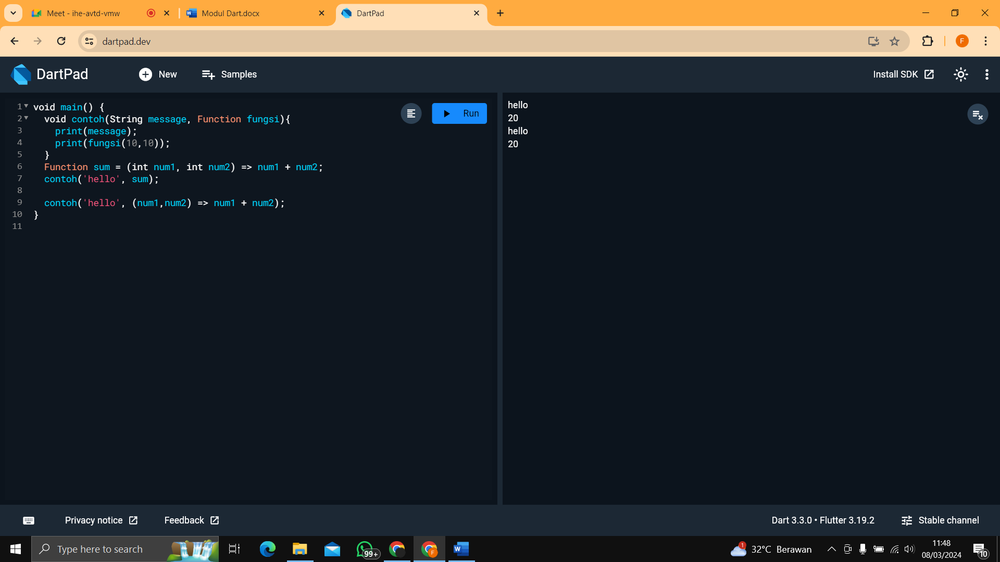 Meet - ihe-avtd-vmw
Modul Dart.docx
DartPad
dartpad.dev
F
DartPad
New
Samples
Install SDK
1 void main() {
2   void contoh(String message, Function fungsi){
3     print(message);
4     print(fungsi(10,10));
5   }
6   Function sum = (int num1, int num2) => num1 + num2;
7   contoh('hello', sum);
8
9   contoh('hello', (num1,num2) => num1 + num2);
10 }
11
Run
hello
20
hello
20
Privacy notice
Feedback
Dart 3.3.0 • Flutter 3.19.2
Stable channel
Type here to search
99+
F
W
1
32°C Berawan
11:48
08/03/2024
10